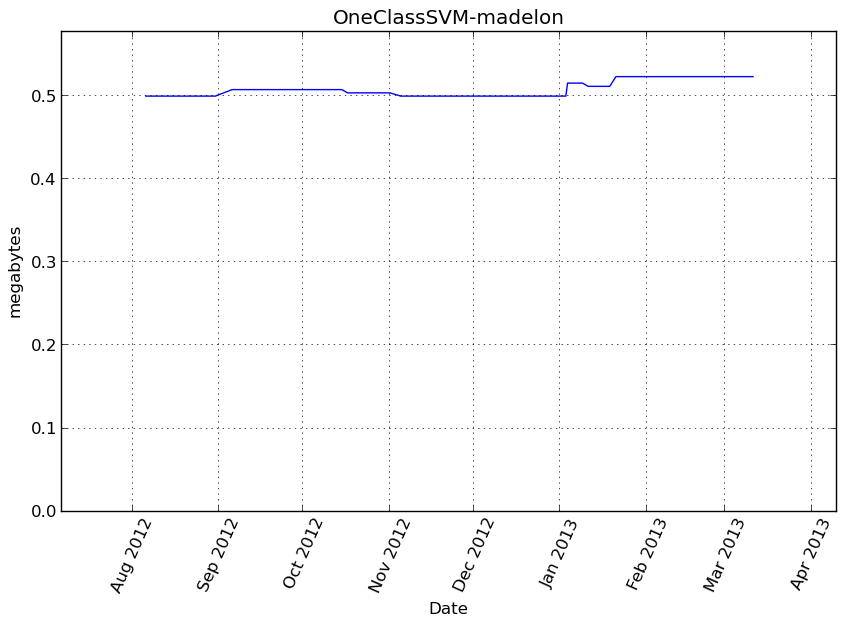 OneClassSVM-madelon
megabytes
0.5
0.4
0.3
0.2
0.1
0.0
Aug 2012
Sep 2012
Oct 2012
Nov 2012
Dec 2012
Jan 2013
Feb 2013
Mar 2013
Apr 2013
Date